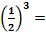 (1/2)³ =